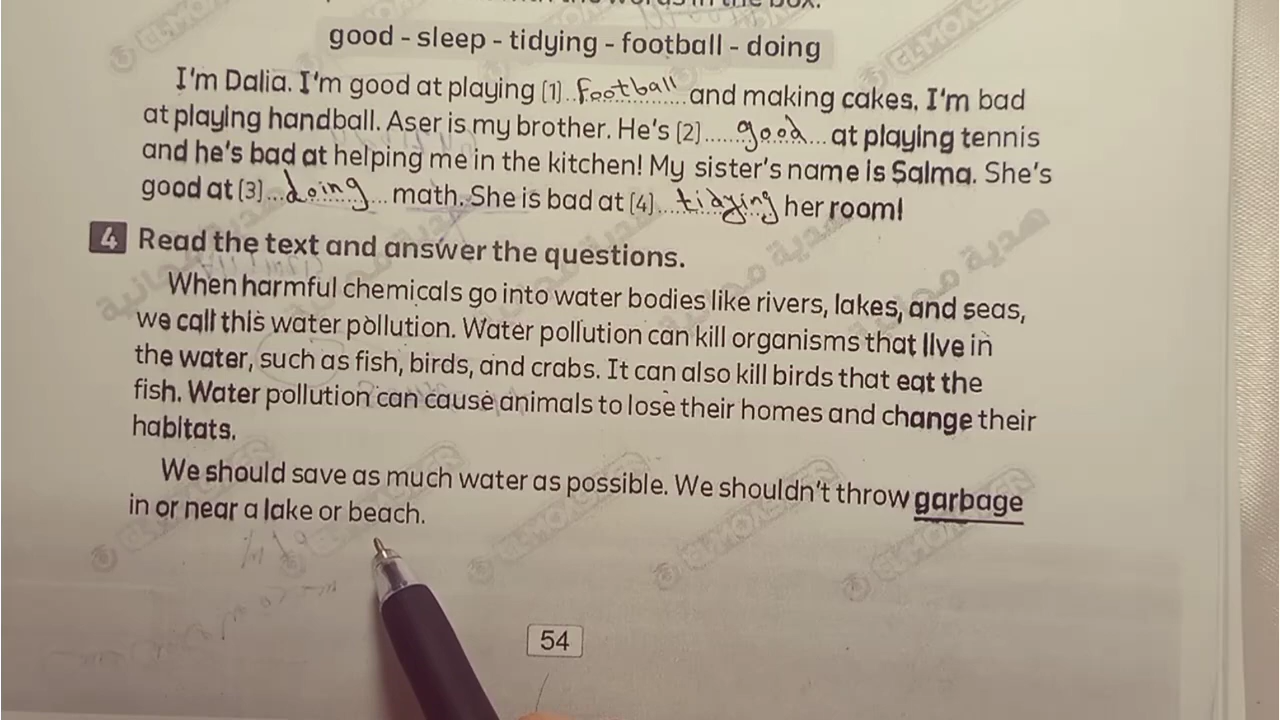 the words in the box.
good - sleep - tidying - football - doing
I'm Dalia. I'm good at playing (1) football and making cakes. I'm bad
at playing handball. Aser is my brother. He's (2) good at playing tennis
and he's bad at helping me in the kitchen! My sister's name is Salma. She's
good at (3) doing math. She is bad at (4) tidying her room!
4 Read the text and answer the questions.
When harmful chemicals go into water bodies like rivers, lakes, and seas,
we call this water pollution. Water pollution can kill organisms that live in
the water, such as fish, birds, and crabs. It can also kill birds that eat the
fish. Water pollution can cause animals to lose their homes and change their
habitats.
We should save as much water as possible. We shouldn't throw garbage
in or near a lake or beach.
54